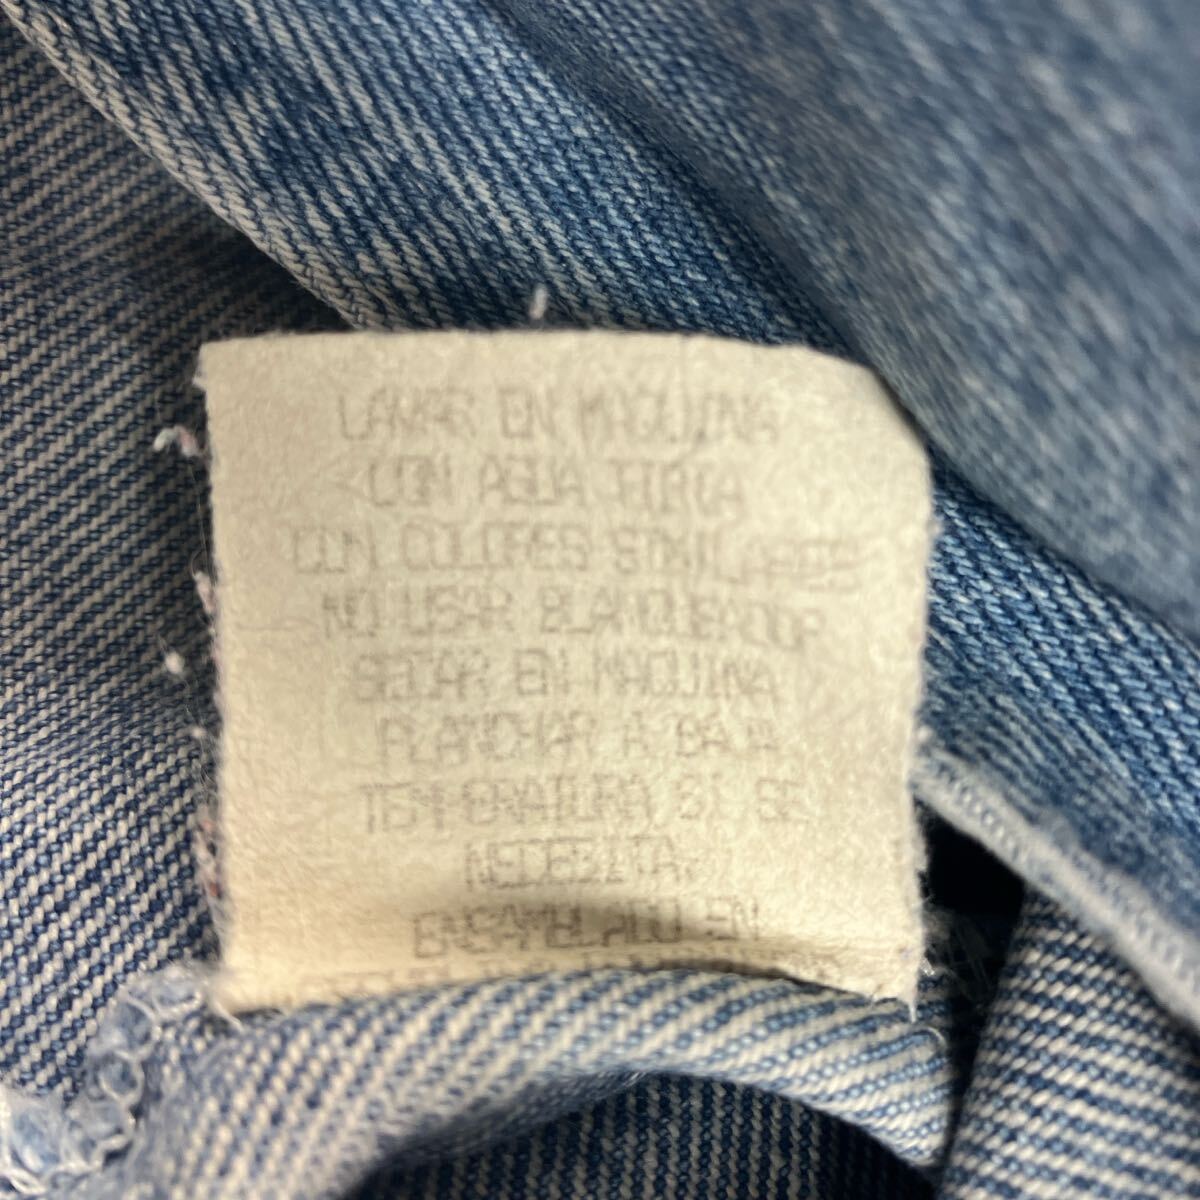 LAVAR EN MAQUINA
CON AGUA TIBIA
CON COLORES SIMILARES
NO USAR BLANQUEADOR
SECAR EN MAQUINA
PLANCHAR A BAJA
TEMPERATURA SI SE
NECESITA.
ENSAMBLADO EN